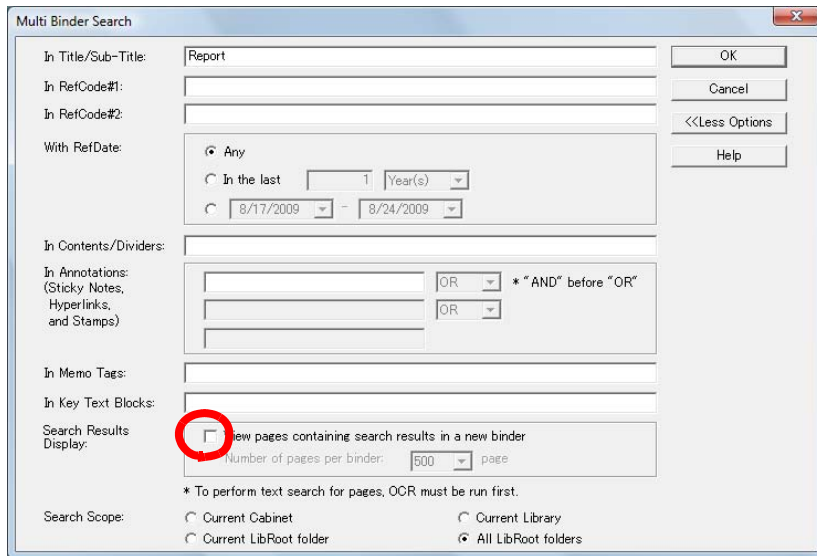 Multi Binder Search
In Title/Sub-Title: Report OK
In RefCode#1: Cancel
In RefCode#2: <<Less Options
With RefDate: Any Help
In the last 1 Year(s)
8/17/2009 - 8/24/2009
In Contents/Dividers:
In Annotations: OR * "AND" before "OR"
(Sticky Notes,
Hyperlinks, OR
and Stamps)
In Memo Tags:
In Key Text Blocks:
Search Results View pages containing search results in a new binder
Display:
Number of pages per binder: 500 page
* To perform text search for pages, OCR must be run first.
Search Scope: Current Cabinet Current Library
Current LibRoot folder All LibRoot folders